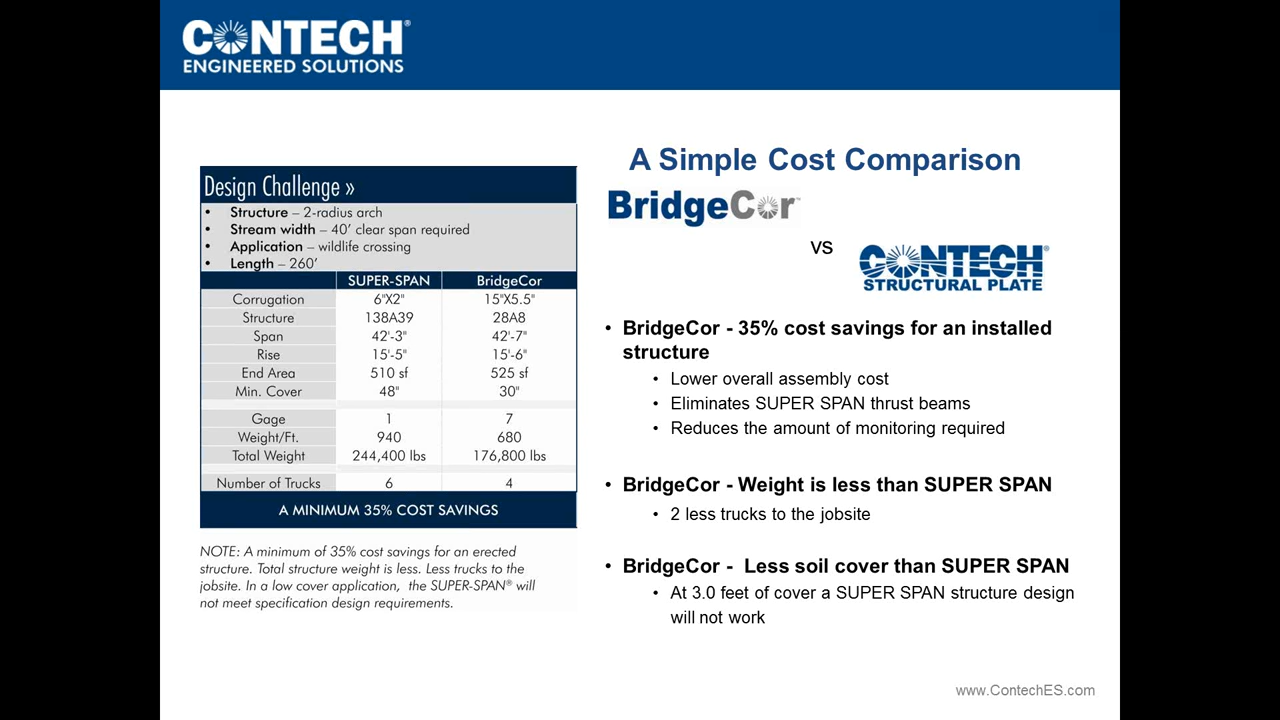 CONTECH®
ENGINEERED SOLUTIONS
A Simple Cost Comparison
BridgeCor™
vs
CONTECH®
STRUCTURAL PLATE
Design Challenge »
• Structure – 2-radius arch
• Stream width – 40' clear span required
• Application – wildlife crossing
• Length – 260'
SUPER-SPAN BridgeCor
Corrugation 6"X2" 15"X5.5"
Structure 138A39 28A8
Span 42'-3" 42'-7"
Rise 15'-5" 15'-6"
End Area 510 sf 525 sf
Min. Cover 48" 30"
Gage 1 7
Weight/Ft. 940 680
Total Weight 244,400 lbs 176,800 lbs
Number of Trucks 6 4
A MINIMUM 35% COST SAVINGS
NOTE: A minimum of 35% cost savings for an erected
structure. Total structure weight is less. Less trucks to the
jobsite. In a low cover application, the SUPER-SPAN® will
not meet specification design requirements.
• BridgeCor - 35% cost savings for an installed
structure
• Lower overall assembly cost
• Eliminates SUPER SPAN thrust beams
• Reduces the amount of monitoring required
• BridgeCor - Weight is less than SUPER SPAN
• 2 less trucks to the jobsite
• BridgeCor - Less soil cover than SUPER SPAN
• At 3.0 feet of cover a SUPER SPAN structure design
will not work
www.ContechES.com